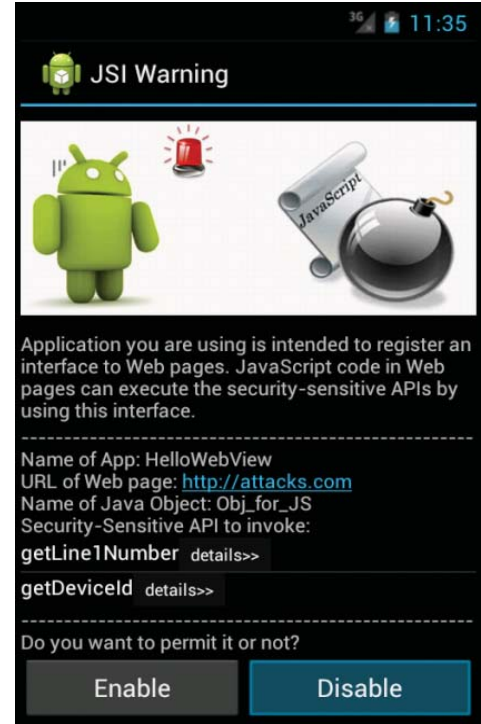 3G 11:35
JSI Warning
JavaScript
Application you are using is intended to register an
interface to Web pages. JavaScript code in Web
pages can execute the security-sensitive APIs by
using this interface.
--------------------------------------------------
Name of App: HelloWebView
URL of Web page: http://attacks.com
Name of Java Object: Obj_for_JS
Security-Sensitive API to invoke:
getLine1Number details>>
getDeviceId details>>
--------------------------------------------------
Do you want to permit it or not?
Enable Disable